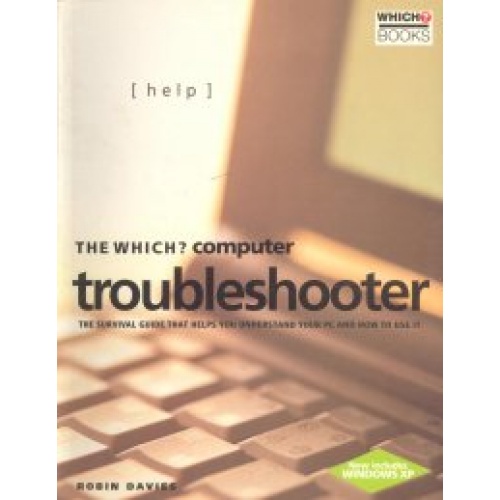 WHICH?
BOOKS
[ help ]
THE WHICH? computer
troubleshooter
THE SURVIVAL GUIDE THAT HELPS YOU UNDERSTAND YOUR PC AND HOW TO USE IT
Now includes
WINDOWS XP
ROBIN DAVIES